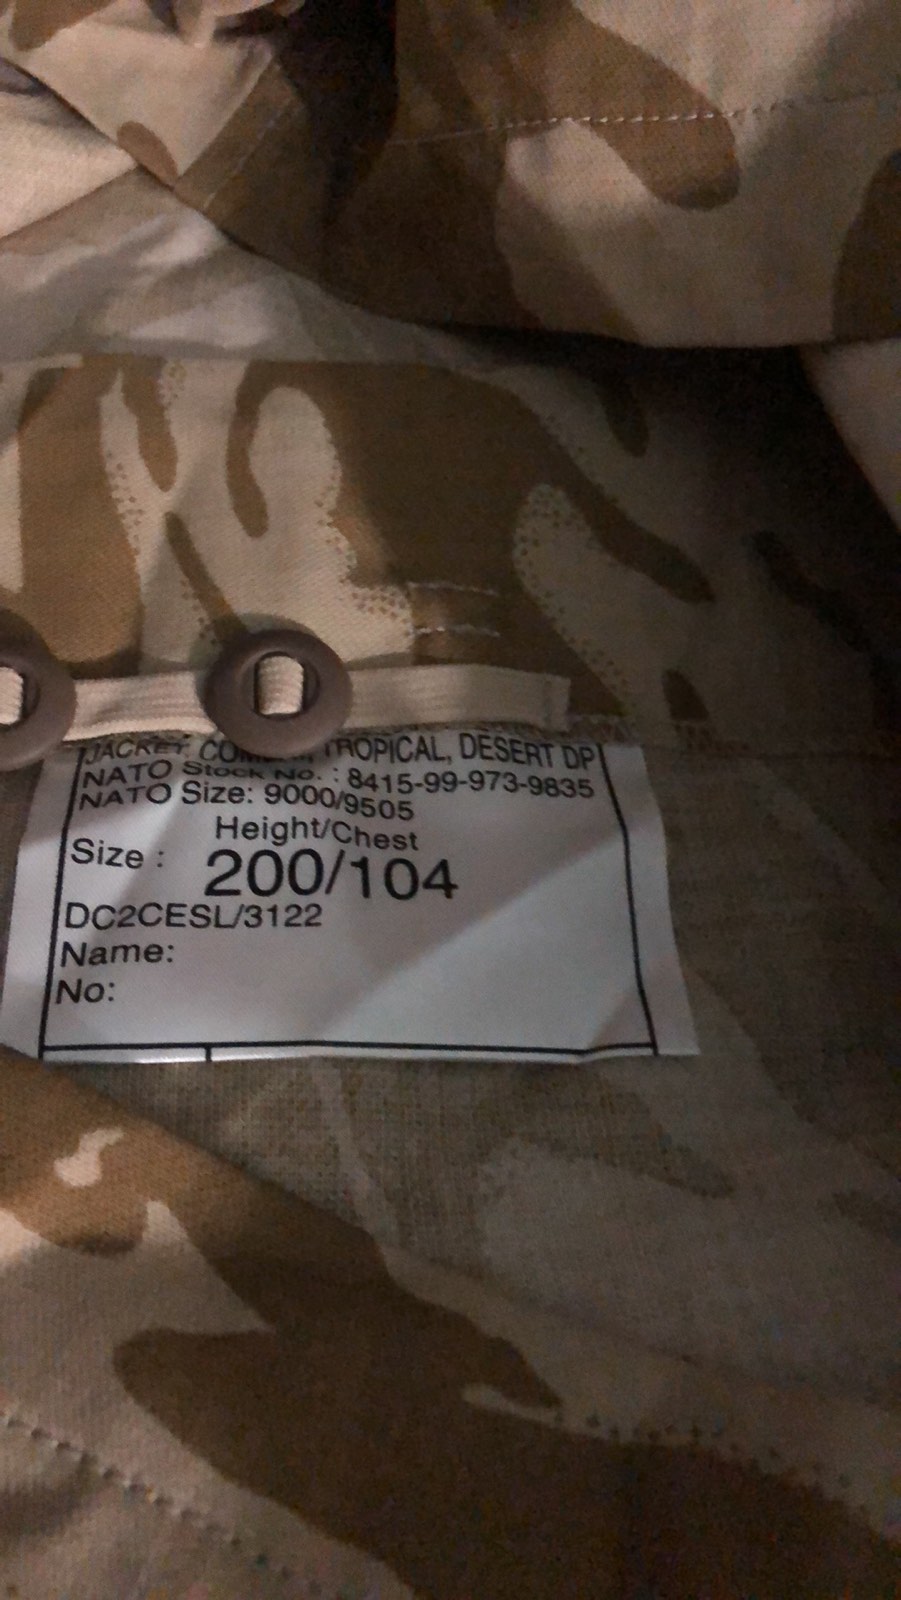 JACKET, TROPICAL, DESERT DP
NATO Stock No. : 8415-99-973-9835
NATO Size: 9000/9505
Height/Chest
Size : 200/104
DC2CESL/3122
Name:
No: